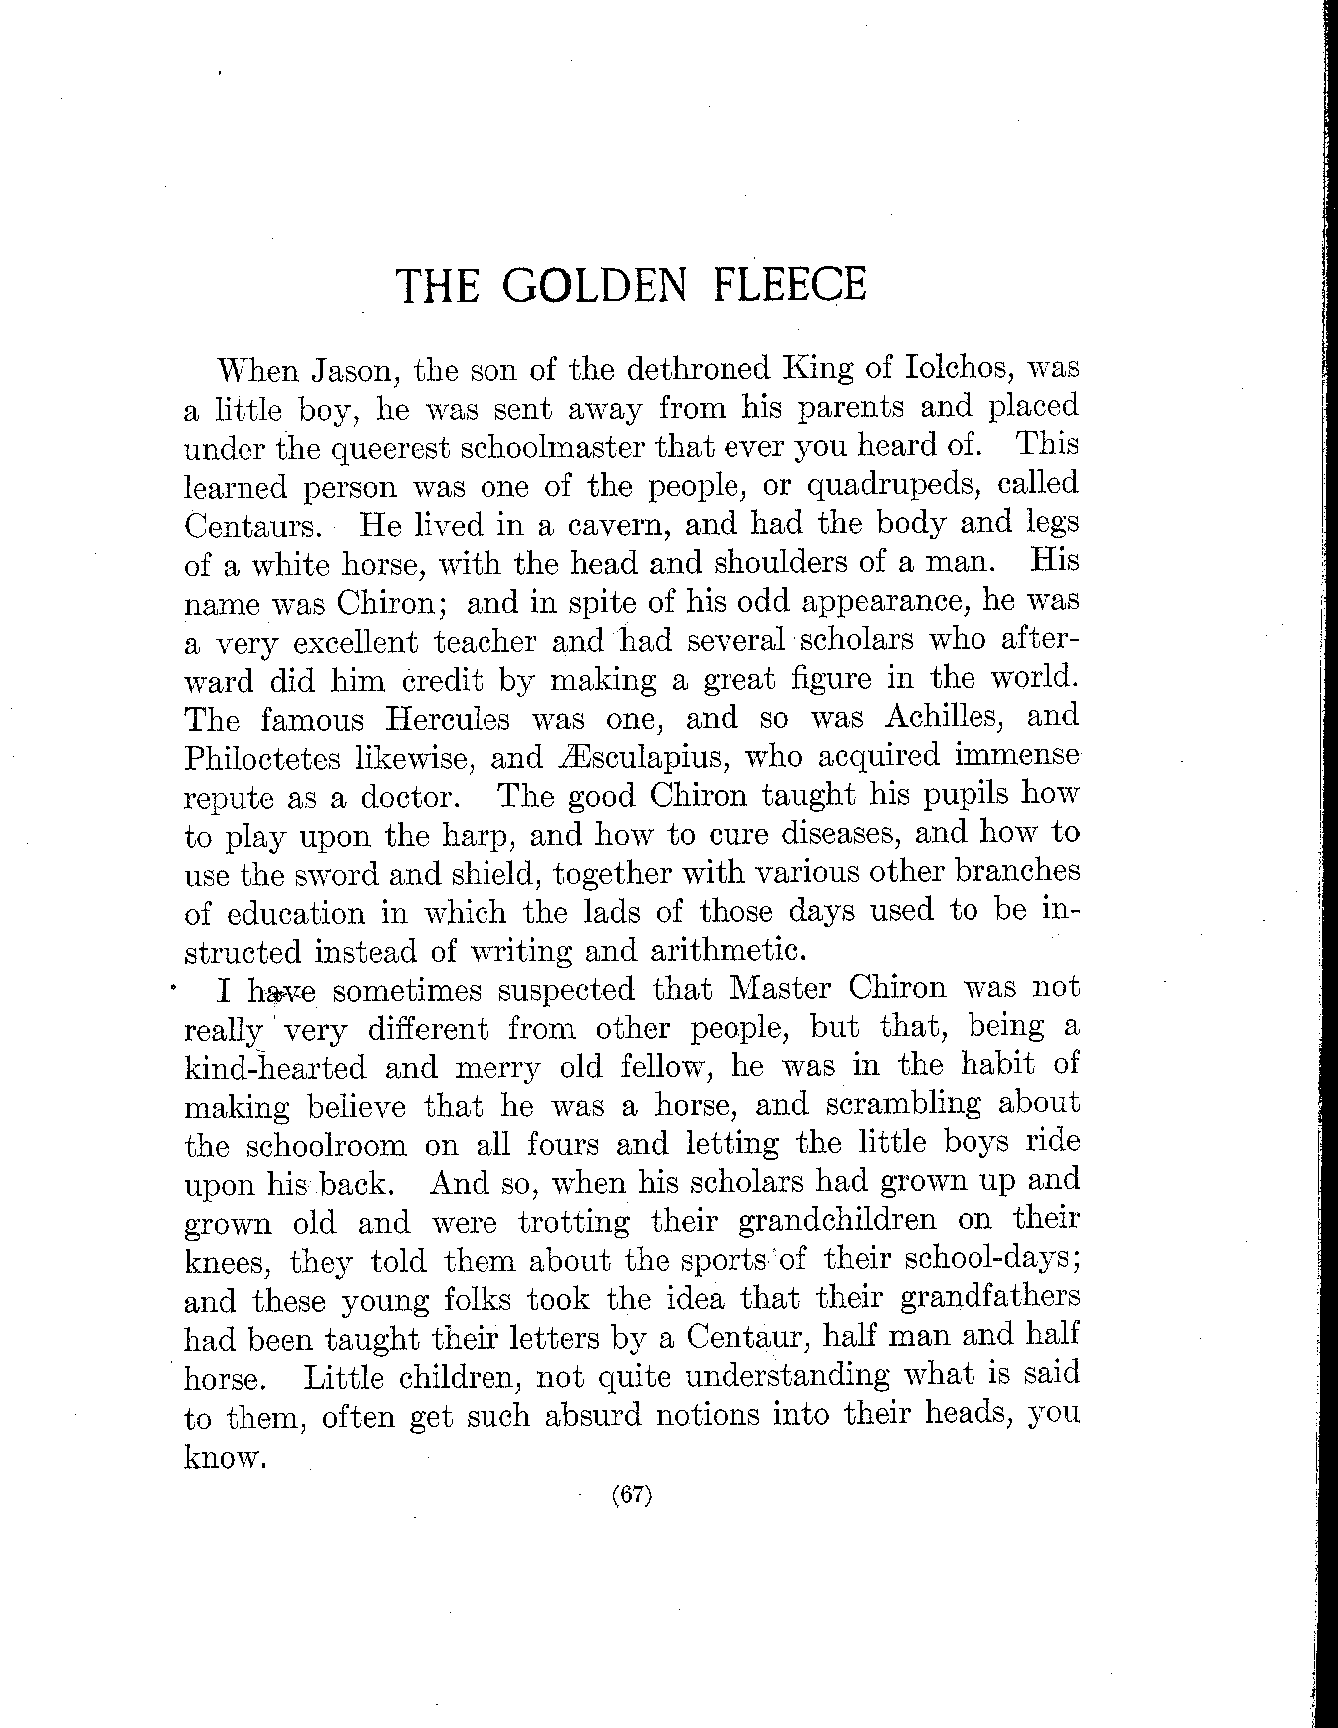 THE GOLDEN FLEECE
When Jason, the son of the dethroned King of Iolchos, was
a little boy, he was sent away from his parents and placed
under the queerest schoolmaster that ever you heard of. This
learned person was one of the people, or quadrupeds, called
Centaurs. He lived in a cavern, and had the body and legs
of a white horse, with the head and shoulders of a man. His
name was Chiron; and in spite of his odd appearance, he was
a very excellent teacher and had several scholars who after-
ward did him credit by making a great figure in the world.
The famous Hercules was one, and so was Achilles, and
Philoctetes likewise, and Æsculapius, who acquired immense
repute as a doctor. The good Chiron taught his pupils how
to play upon the harp, and how to cure diseases, and how to
use the sword and shield, together with various other branches
of education in which the lads of those days used to be in-
structed instead of writing and arithmetic.
I have sometimes suspected that Master Chiron was not
really very different from other people, but that, being a
kind-hearted and merry old fellow, he was in the habit of
making believe that he was a horse, and scrambling about
the schoolroom on all fours and letting the little boys ride
upon his back. And so, when his scholars had grown up and
grown old and were trotting their grandchildren on their
knees, they told them about the sports of their school-days;
and these young folks took the idea that their grandfathers
had been taught their letters by a Centaur, half man and half
horse. Little children, not quite understanding what is said
to them, often get such absurd notions into their heads, you
know.
(67)